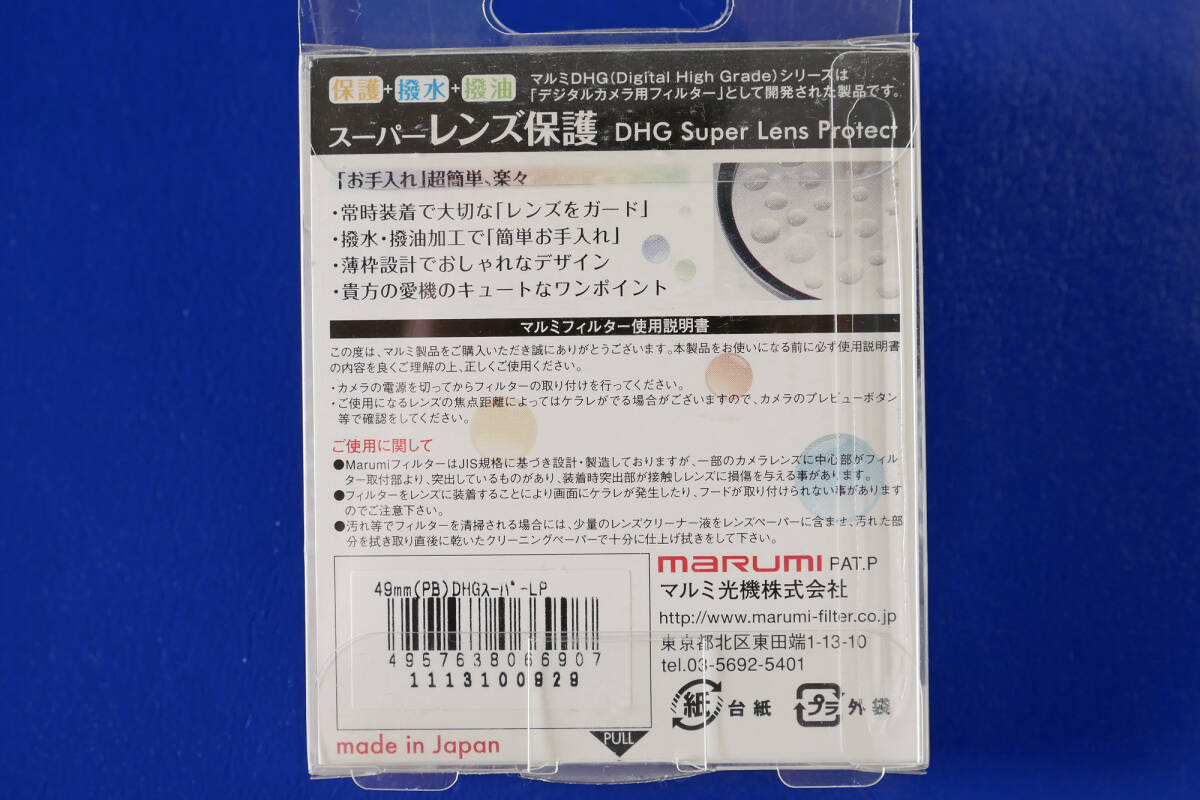 保護+撥水+撥油
マルミDHG(Digital High Grade)シリーズは
「デジタルカメラ用フィルター」として開発された製品です。
スーパーレンズ保護 DHG Super Lens Protect
「お手入れ」超簡単、楽々
・常時装着で大切な「レンズをガード」
・撥水・撥油加工で「簡単お手入れ」
・薄枠設計でおしゃれなデザイン
・貴方の愛機のキュートなワンポイント
マルミフィルター使用説明書
この度は、マルミ製品をご購入いただき誠にありがとうございます。本製品をお使いになる前に必ず使用説明書
の内容を良くご理解の上、正しくご使用ください。
・カメラの電源を切ってからフィルターの取り付けを行ってください。
・ご使用になるレンズの焦点距離によってはケラレがでる場合がございますので、カメラのプレビューボタン
等で確認をしてください。
ご使用に関して
●MarumiフィルターはJIS規格に基づき設計・製造しておりますが、一部のカメラレンズに中心部がフィル
ター取付部より、突出しているものがあり、装着時突出部が接触しレンズに損傷を与える事があります。
●フィルターをレンズに装着することにより画面にケラレが発生したり、フードが取り付けられない事があります
のでご注意下さい。
●汚れ等でフィルターを清掃される場合には、少量のレンズクリーナー液をレンズペーパーに含ませ、汚れた部
分を拭き取り直後に乾いたクリーニングペーパーで十分に仕上げ拭きをして下さい。
49mm(PB)DHGスーパーLP
4957638066907
1113100929
made in Japan
marumi PAT.P
マルミ光機株式会社
http://www.marumi-filter.co.jp
東京都北区東田端1-13-10
tel.03-5692-5401
紙 台紙 プラ 外袋
PULL